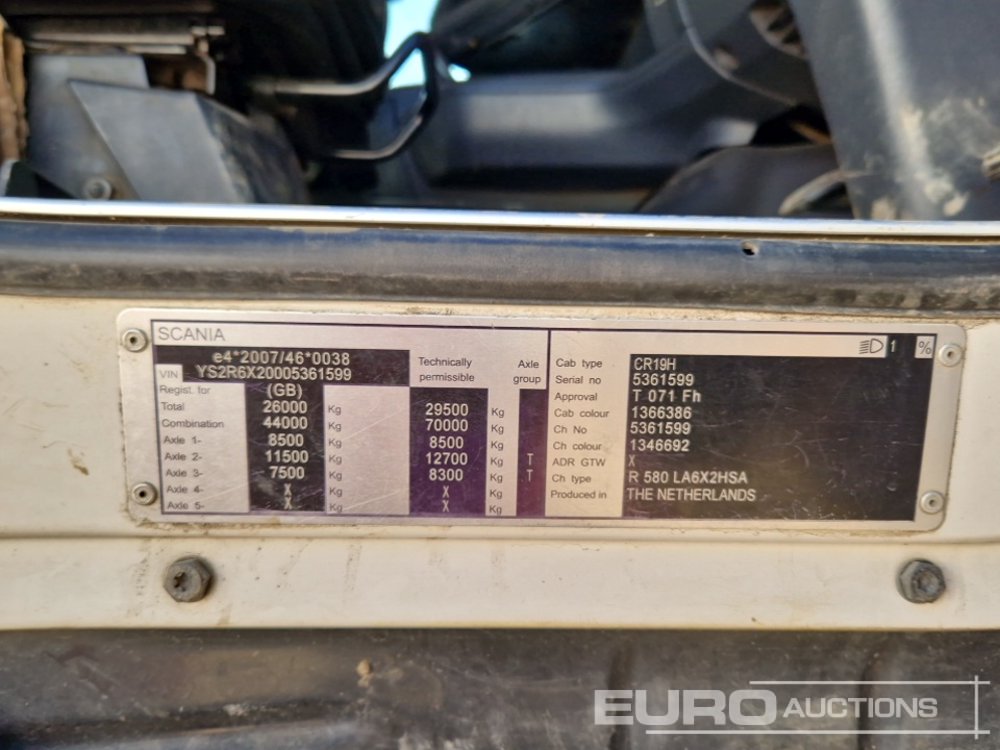 SCANIA
e4*2007/46*0038
VIN YS2R6X20005361599
Regist. for (GB)
Technically permissible
Axle group
Total 26000 Kg 29500 Kg
Combination 44000 Kg 70000 Kg
Axle 1- 8500 Kg 8500 Kg
Axle 2- 11500 Kg 12700 Kg T
Axle 3- 7500 Kg 8300 Kg T
Axle 4- X Kg X Kg
Axle 5- X Kg X Kg
1 %
Cab type CR19H
Serial no 5361599
Approval T 071 Fh
Cab colour 1366386
Ch No 5361599
Ch colour 1346692
ADR GTW X
Ch type R 580 LA6X2HSA
Produced in THE NETHERLANDS
EURO AUCTIONS